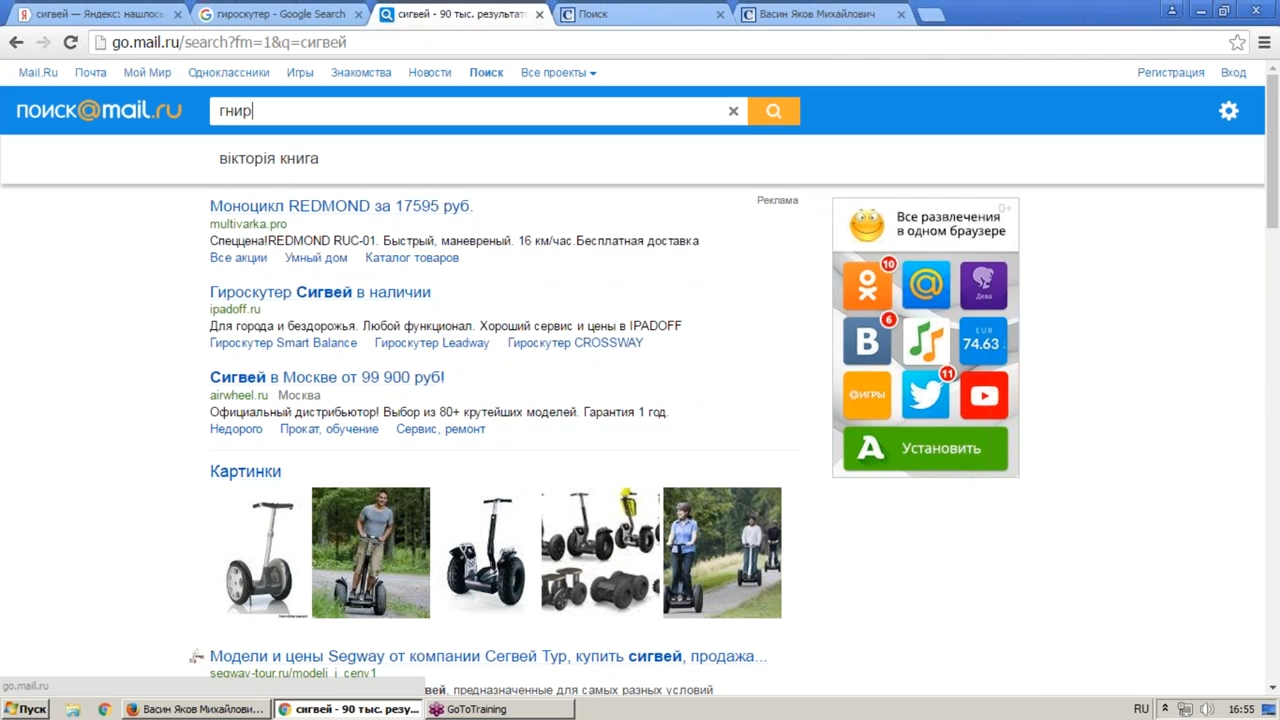 сигвей — Яндекс: нашлось
гироскутер - Google Search
сигвей - 90 тыс. результат
Поиск
Васин Яков Михайлович
go.mail.ru/search?fm=1&q=сигвей
Mail.Ru Почта Мой Мир Одноклассники Игры Знакомства Новости Поиск Все проекты Регистрация Вход
поиск@mail.ru
гнир
вікторія книга
Моноцикл REDMOND за 17595 руб.
Реклама
multivarka.pro
Спеццена!REDMOND RUC-01. Быстрый, маневреный. 16 км/час.Бесплатная доставка
Все акции Умный дом Каталог товаров
Гироскутер Сигвей в наличии
ipadoff.ru
Для города и бездорожья. Любой функционал. Хороший сервис и цены в IPADOFF
Гироскутер Smart Balance Гироскутер Leadway Гироскутер CROSSWAY
Сигвей в Москве от 99 900 руб!
airwheel.ru Москва
Официальный дистрибьютор! Выбор из 80+ крутейших моделей. Гарантия 1 год.
Недорого Прокат, обучение Сервис, ремонт
Картинки
0+
Все развлечения
в одном браузере
10
Дева
6
B
EUR
74.63
@ИГРЫ
11
Установить
Модели и цены Segway от компании Сегвей Тур, купить сигвей, продажа...
segway-tour.ru/modeli_i_ceny1
вей, предназначенные для самых разных условий
go.mail.ru
Пуск
Васин Яков Михайлови...
сигвей - 90 тыс. резу...
GoToTraining
RU
16:55